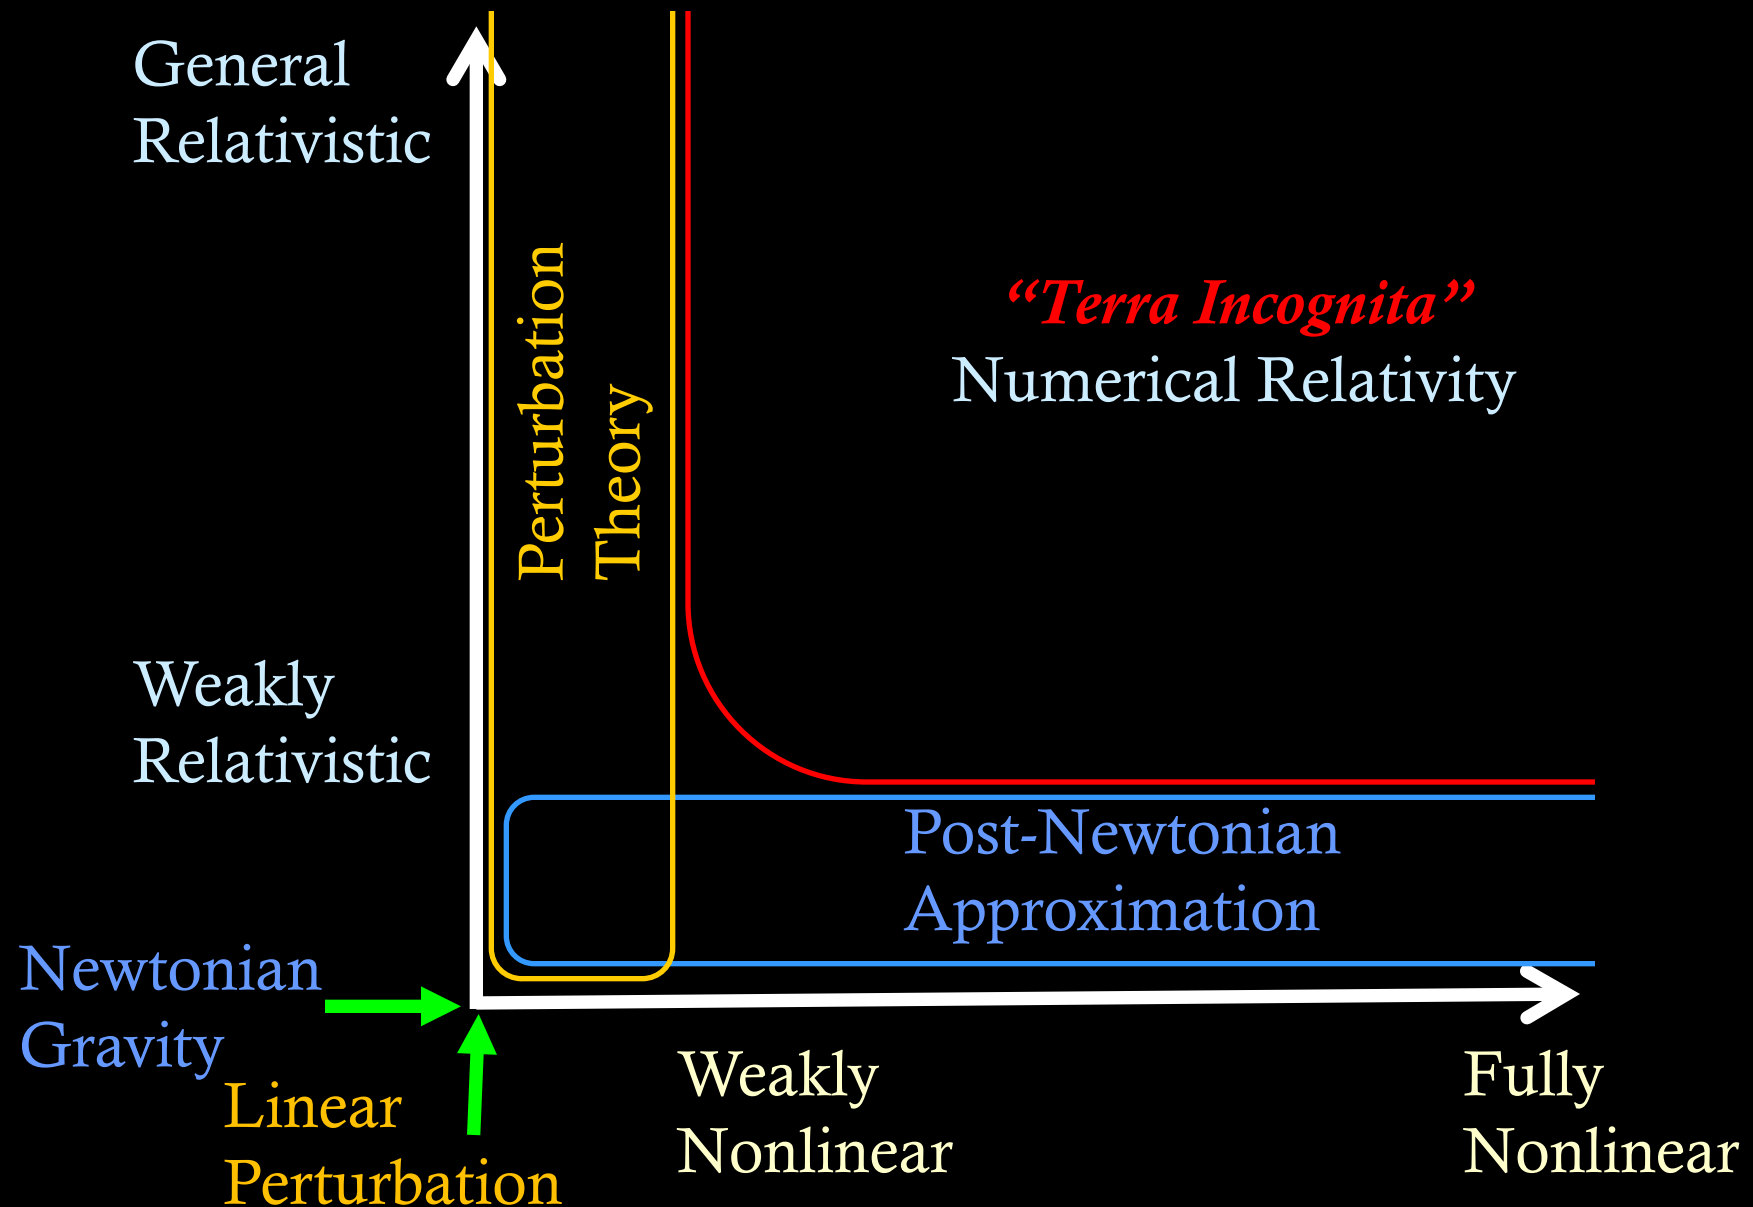 General
Relativistic
Perturbation
Theory
“Terra Incognita”
Numerical Relativity
Weakly
Relativistic
Post-Newtonian
Approximation
Newtonian
Gravity
Linear
Perturbation
Weakly
Nonlinear
Fully
Nonlinear